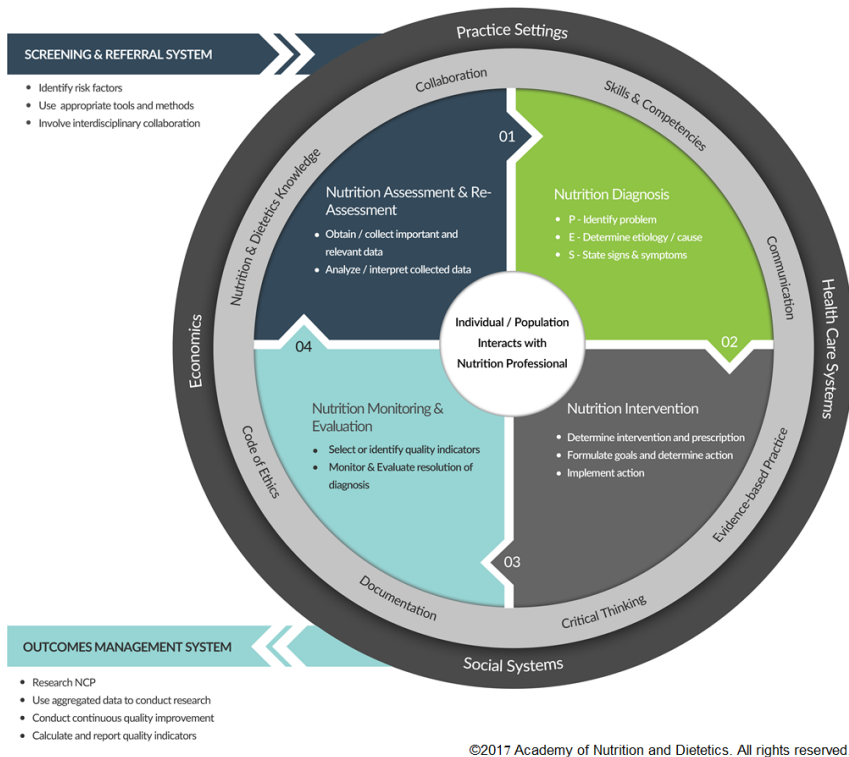 SCREENING & REFERRAL SYSTEM
• Identify risk factors
• Use appropriate tools and methods
• Involve interdisciplinary collaboration
Practice Settings
Health Care Systems
Social Systems
Economics
Collaboration
Skills & Competencies
Communication
Evidence-based Practice
Critical Thinking
Documentation
Code of Ethics
Nutrition & Dietetics Knowledge
01
Nutrition Assessment & Re-
Assessment
• Obtain / collect important and
relevant data
• Analyze / interpret collected data
Nutrition Diagnosis
• P - Identify problem
• E - Determine etiology / cause
• S - State signs & symptoms
02
Individual / Population
Interacts with
Nutrition Professional
Nutrition Intervention
• Determine intervention and prescription
• Formulate goals and determine action
• Implement action
03
04
Nutrition Monitoring &
Evaluation
• Select or identify quality indicators
• Monitor & Evaluate resolution of
diagnosis
OUTCOMES MANAGEMENT SYSTEM
• Research NCP
• Use aggregated data to conduct research
• Conduct continuous quality improvement
• Calculate and report quality indicators
©2017 Academy of Nutrition and Dietetics. All rights reserved.